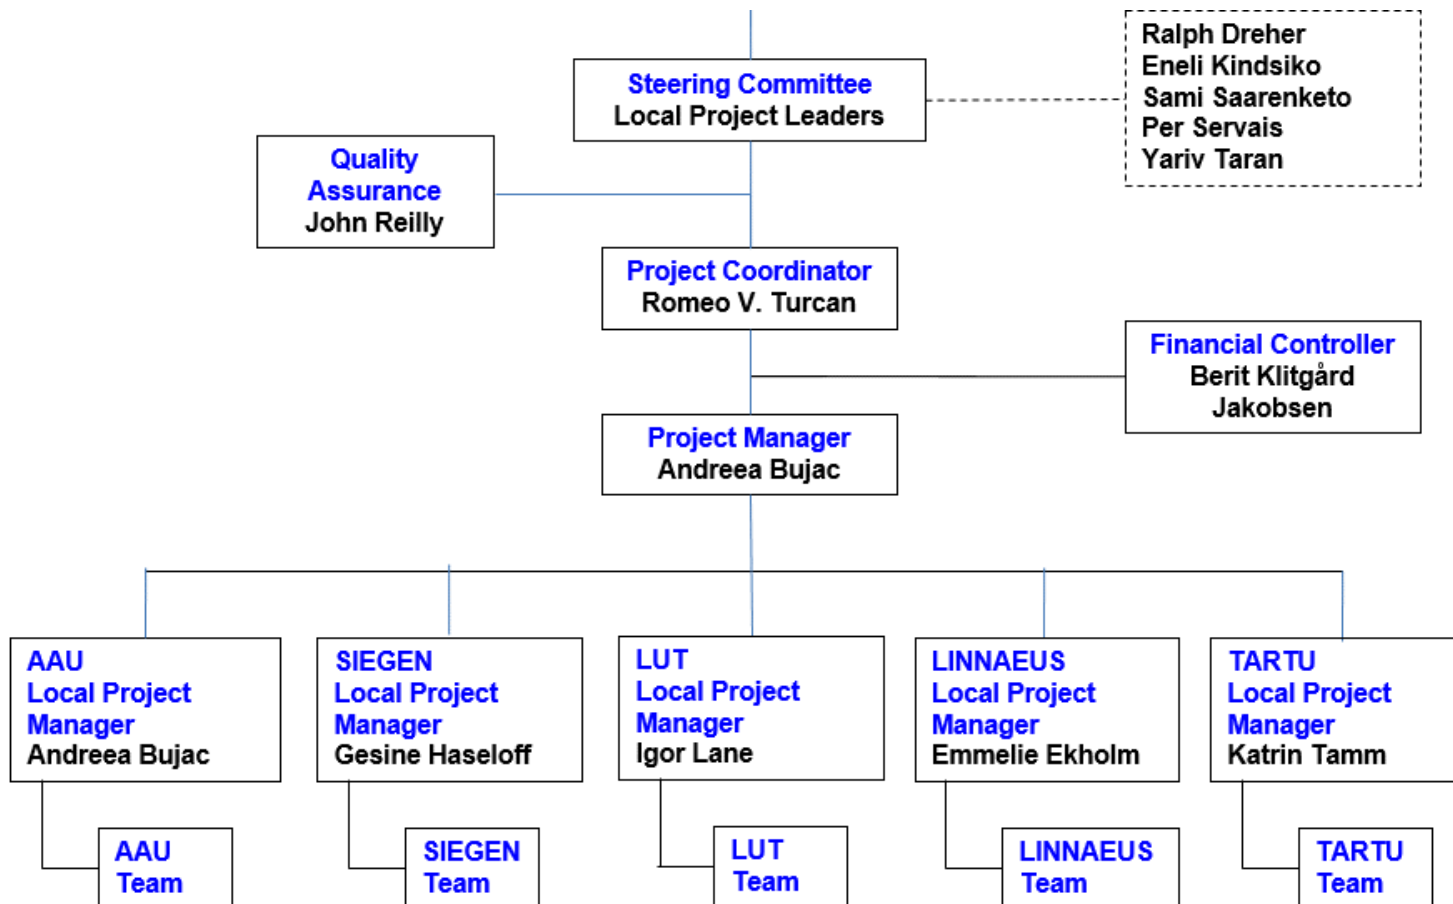 Steering Committee
Local Project Leaders
Ralph Dreher
Eneli Kindsiko
Sami Saarenketo
Per Servais
Yariv Taran
Quality
Assurance
John Reilly
Project Coordinator
Romeo V. Turcan
Financial Controller
Berit Klitgård
Jakobsen
Project Manager
Andreea Bujac
AAU
Local Project
Manager
Andreea Bujac
SIEGEN
Local Project
Manager
Gesine Haseloff
LUT
Local Project
Manager
Igor Lane
LINNAEUS
Local Project
Manager
Emmelie Ekholm
TARTU
Local Project
Manager
Katrin Tamm
AAU
Team
SIEGEN
Team
LUT
Team
LINNAEUS
Team
TARTU
Team